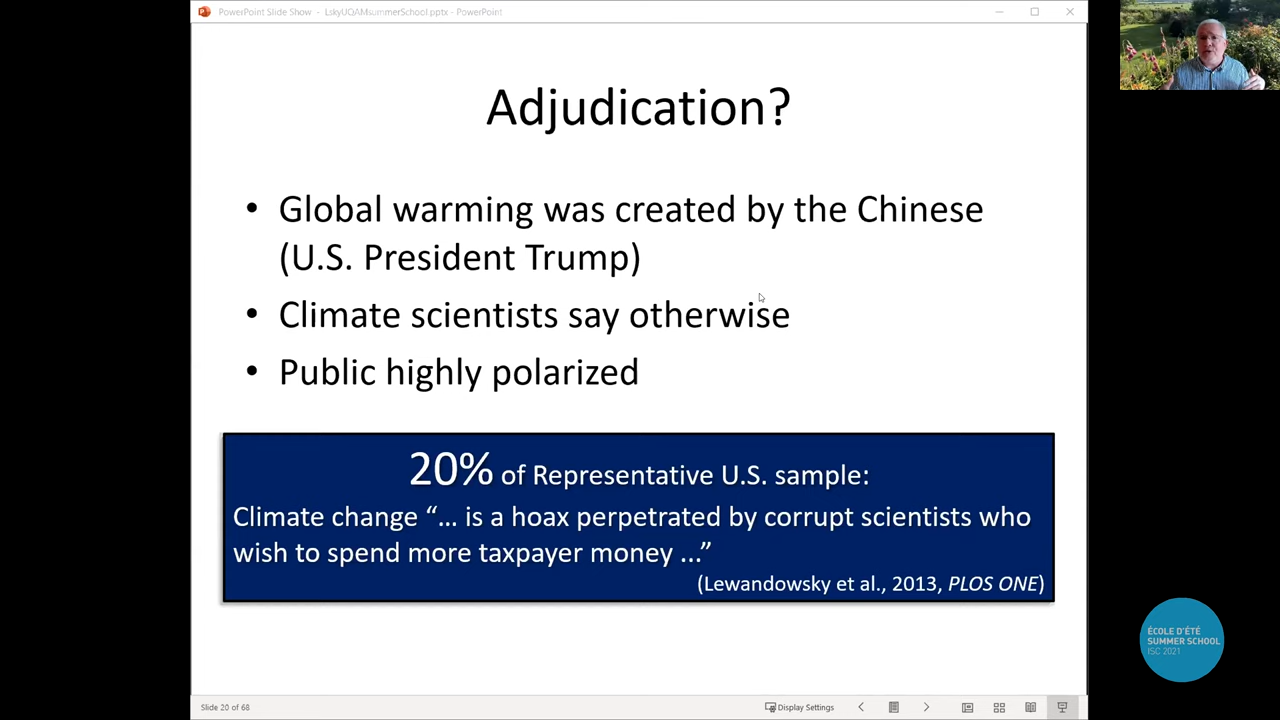 PowerPoint Slide Show - LskyUQAMsummerSchool.pptx - PowerPoint
Adjudication?
• Global warming was created by the Chinese
(U.S. President Trump)
• Climate scientists say otherwise
• Public highly polarized
20% of Representative U.S. sample:
Climate change “… is a hoax perpetrated by corrupt scientists who
wish to spend more taxpayer money …”
(Lewandowsky et al., 2013, PLOS ONE)
ÉCOLE D'ÉTÉ
SUMMER SCHOOL
ISC 2021
Slide 20 of 68
Display Settings